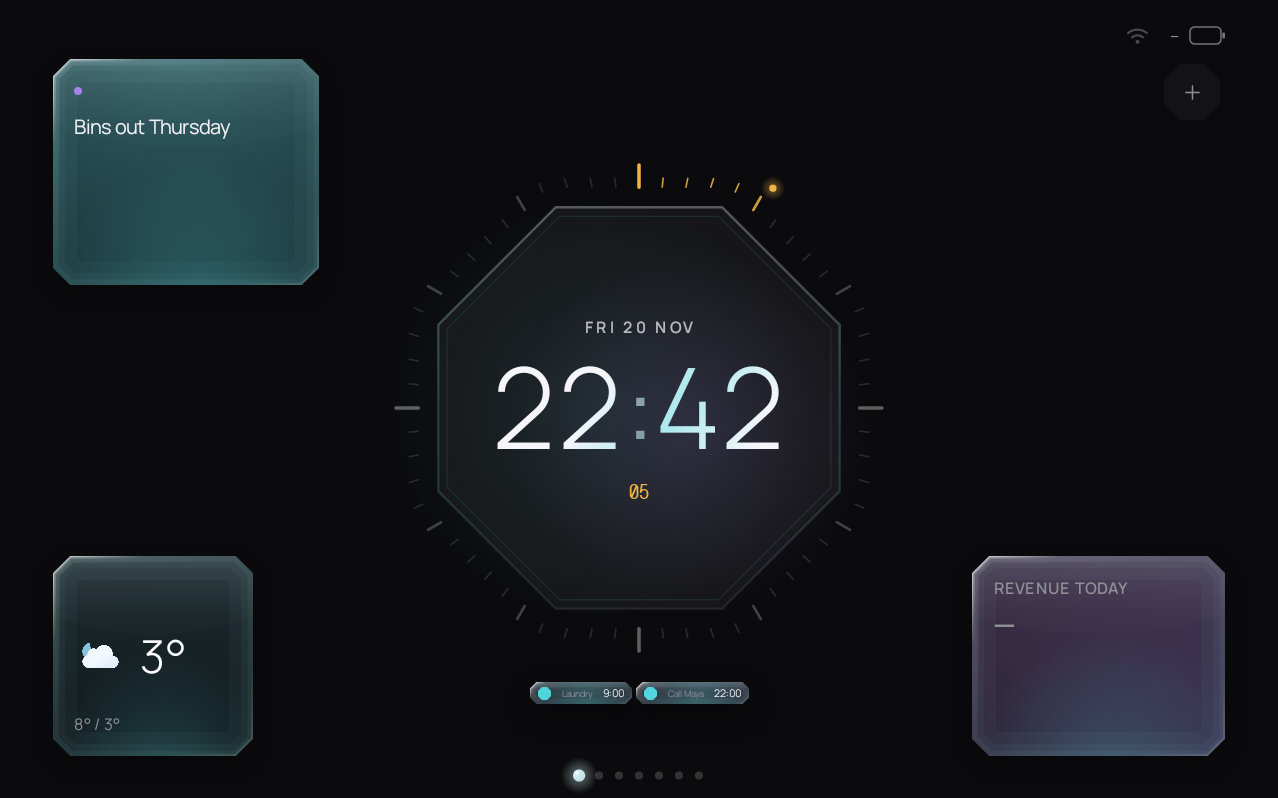 –
Bins out Thursday
+
FRI 20 NOV
22:42
05
3°
8° / 3°
REVENUE TODAY
—
Laundry 9:00
Call Maya 22:00